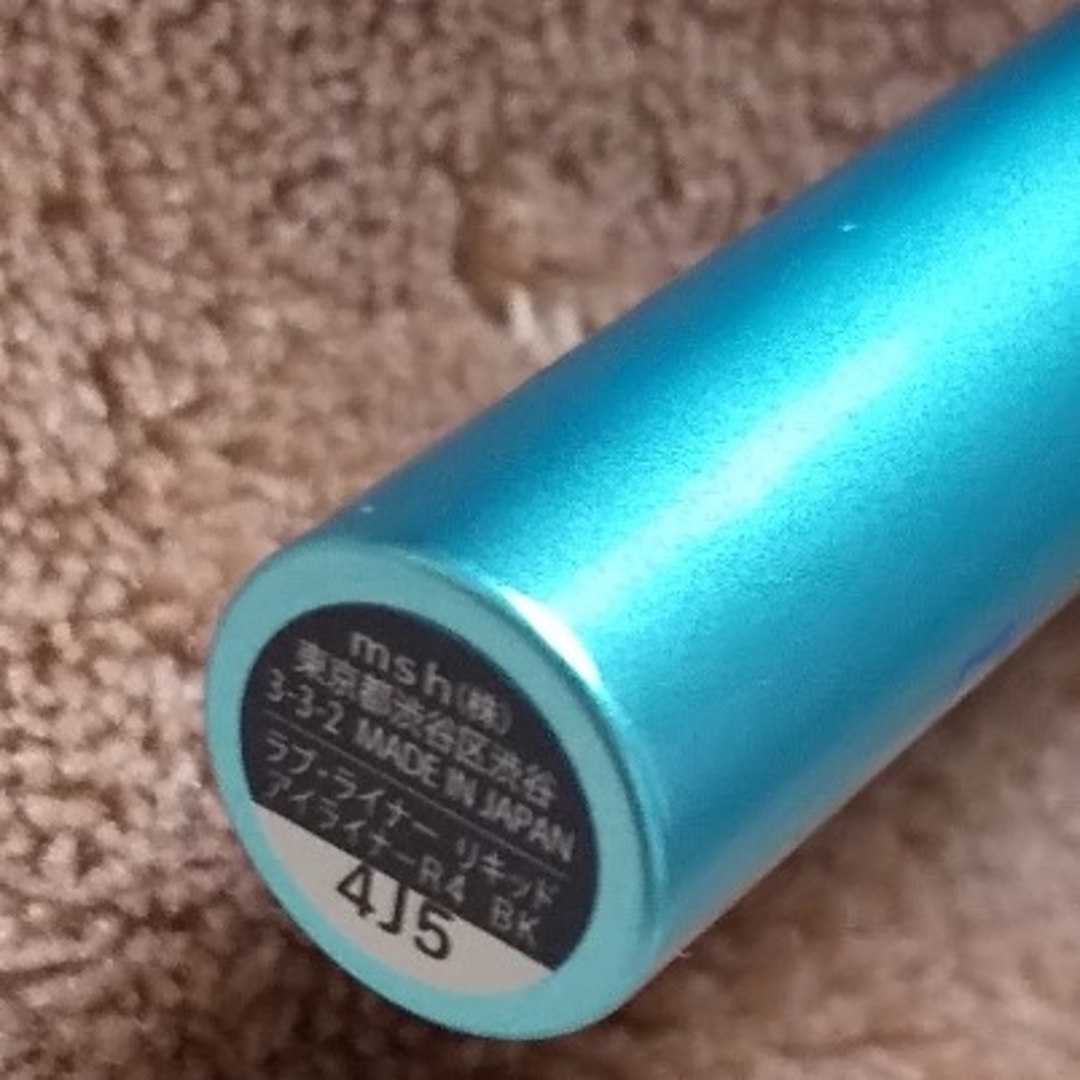 msh(株)
東京都渋谷区渋谷
3-3-2 MADE IN JAPAN
ラブ・ライナー リキッド
アイライナーR4 BK
4J5